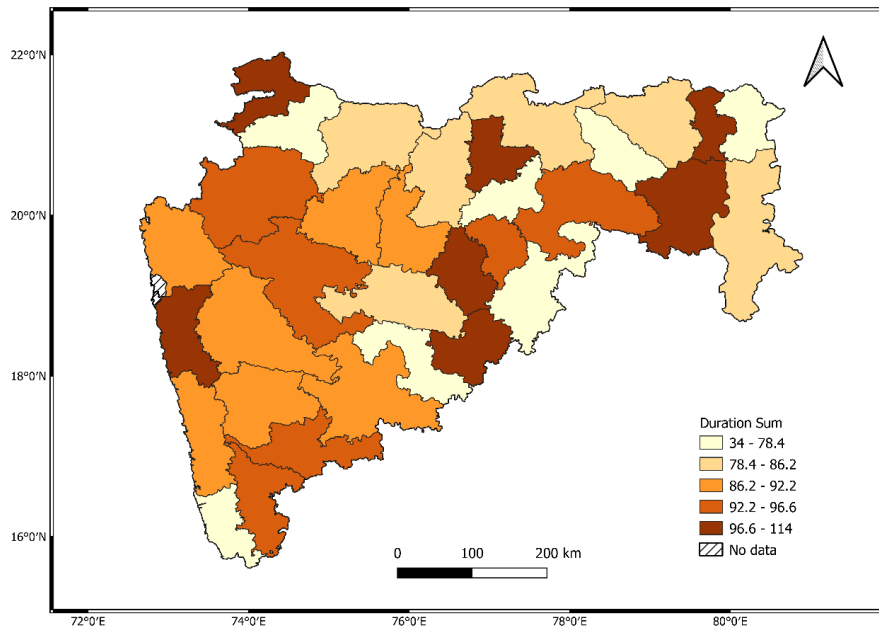 22°0'N
20°0'N
18°0'N
16°0'N
Duration Sum
34 - 78.4
78.4 - 86.2
86.2 - 92.2
92.2 - 96.6
96.6 - 114
No data
0 100 200 km
72°0'E 74°0'E 76°0'E 78°0'E 80°0'E